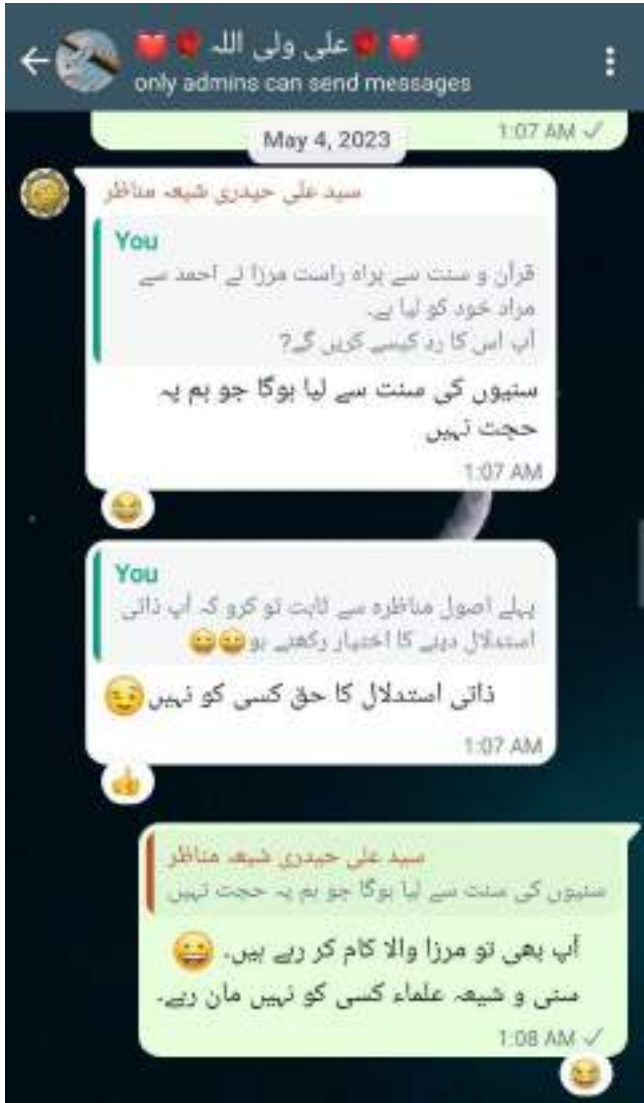 ❤️🌹علی ولی اللہ🌹❤️
only admins can send messages
1:07 AM
May 4, 2023
سید علی حیدری شیعہ مناظر
You
قرآن و سنت سے براہ راست مرزا نے احمد سے
مراد خود کو لیا ہے۔
آپ اس کا رد کیسے کریں گے?
سنیوں کی سنت سے لیا ہوگا جو ہم پہ
حجت نہیں
1:07 AM
😂
You
پہلے اصول مناظرہ سے ثابت تو کرو کہ آپ ذاتی
استدلال دینے کا اختیار رکھتے ہو😀😀
ذاتی استدلال کا حق کسی کو نہیں😏
1:07 AM
👍
سید علی حیدری شیعہ مناظر
سنیوں کی سنت سے لیا ہوگا جو ہم پہ حجت نہیں
آپ بھی تو مرزا والا کام کر رہے ہیں۔ 😀
سنی و شیعہ علماء کسی کو نہیں مان رہے۔
1:08 AM
😂